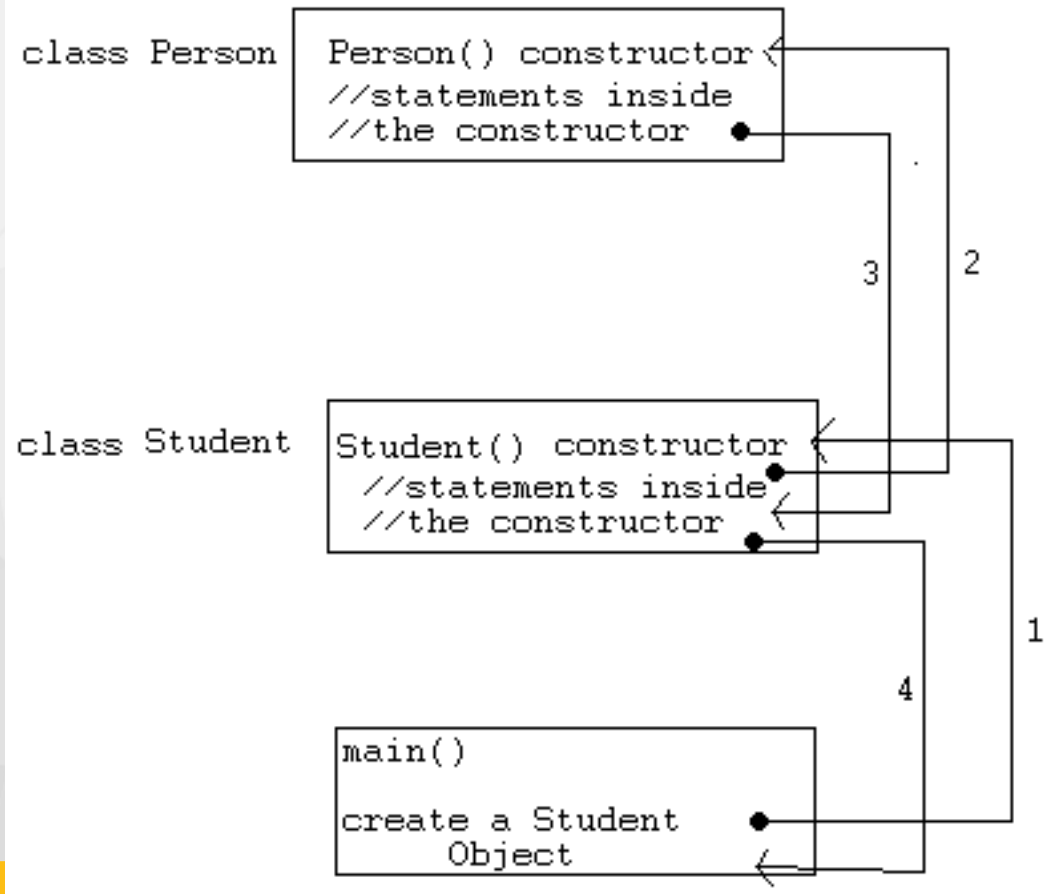 class Person
Person() constructor
//statements inside
//the constructor
3
2
class Student
Student() constructor
//statements inside
//the constructor
1
4
main()
create a Student
Object